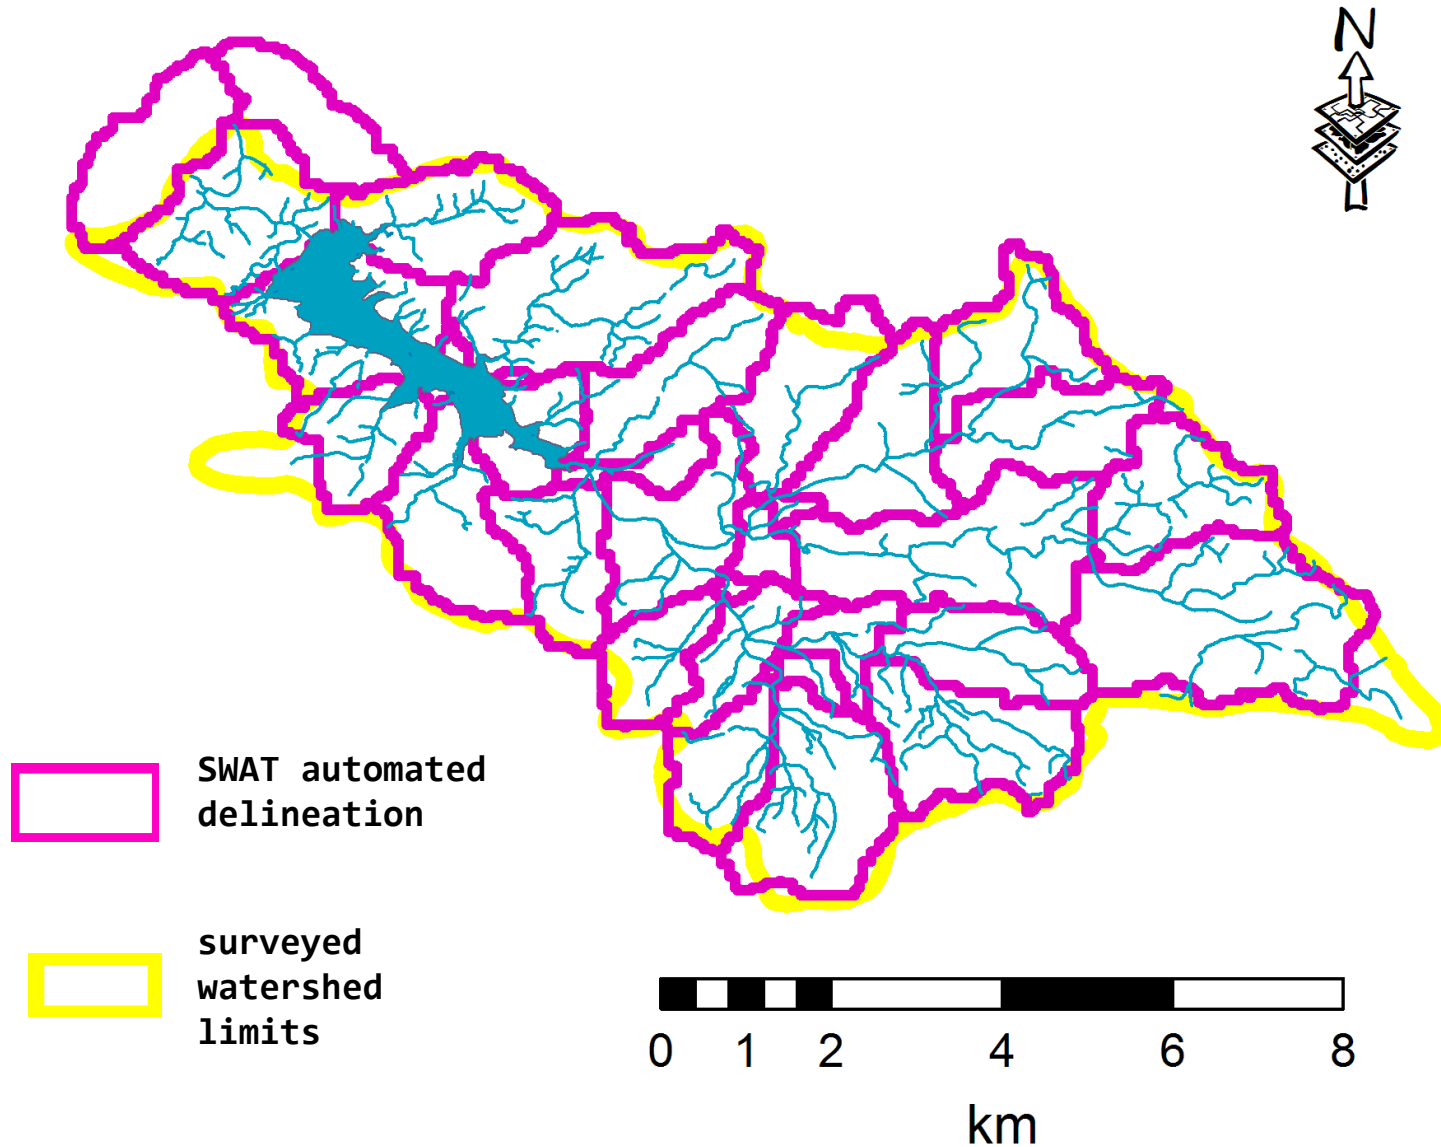 N
SWAT automated
delineation
surveyed
watershed
limits
0 1 2 4 6 8
km